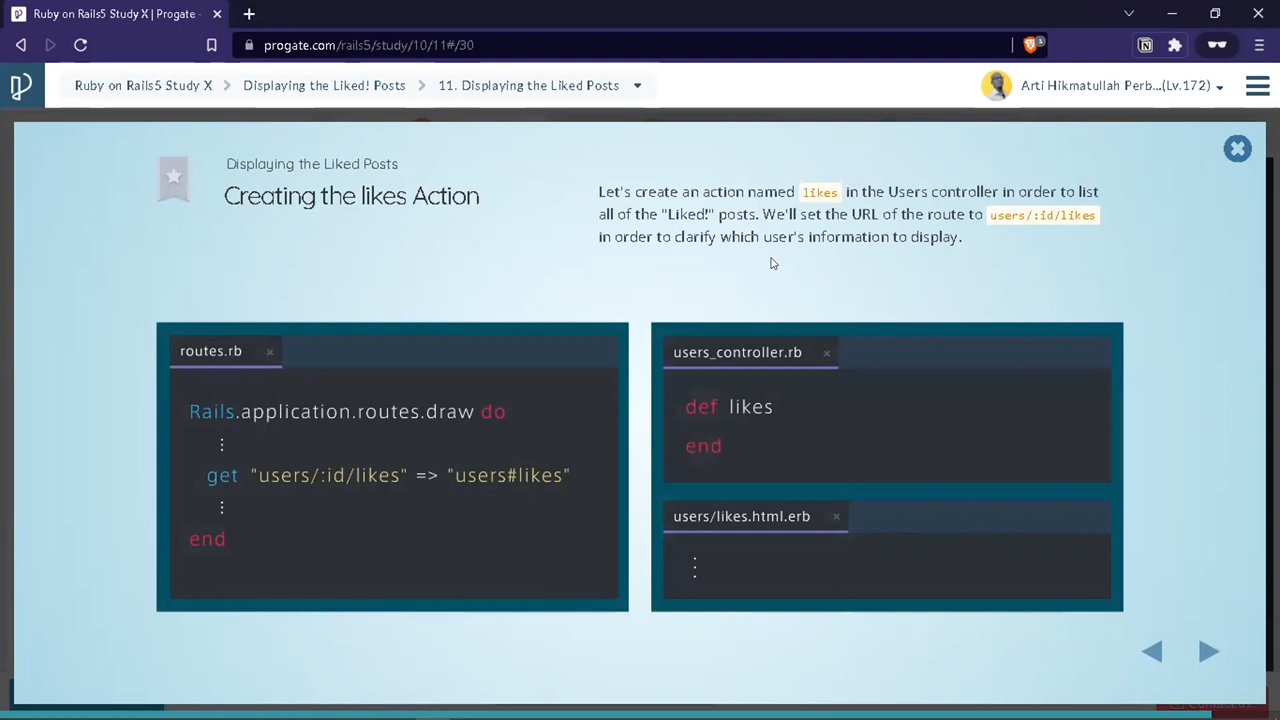 Ruby on Rails5 Study X | Progate -
progate.com/rails5/study/10/11#/30
3
Ruby on Rails5 Study X
Displaying the Liked! Posts
11. Displaying the Liked Posts
Arti Hikmatullah Perb...(Lv.172)
Displaying the Liked Posts
Creating the likes Action
Let's create an action named likes in the Users controller in order to list
all of the "Liked!" posts. We'll set the URL of the route to users/:id/likes
in order to clarify which user's information to display.
routes.rb
Rails.application.routes.draw do
get "users/:id/likes" => "users#likes"
end
users_controller.rb
def likes
end
users/likes.html.erb
Contact us!